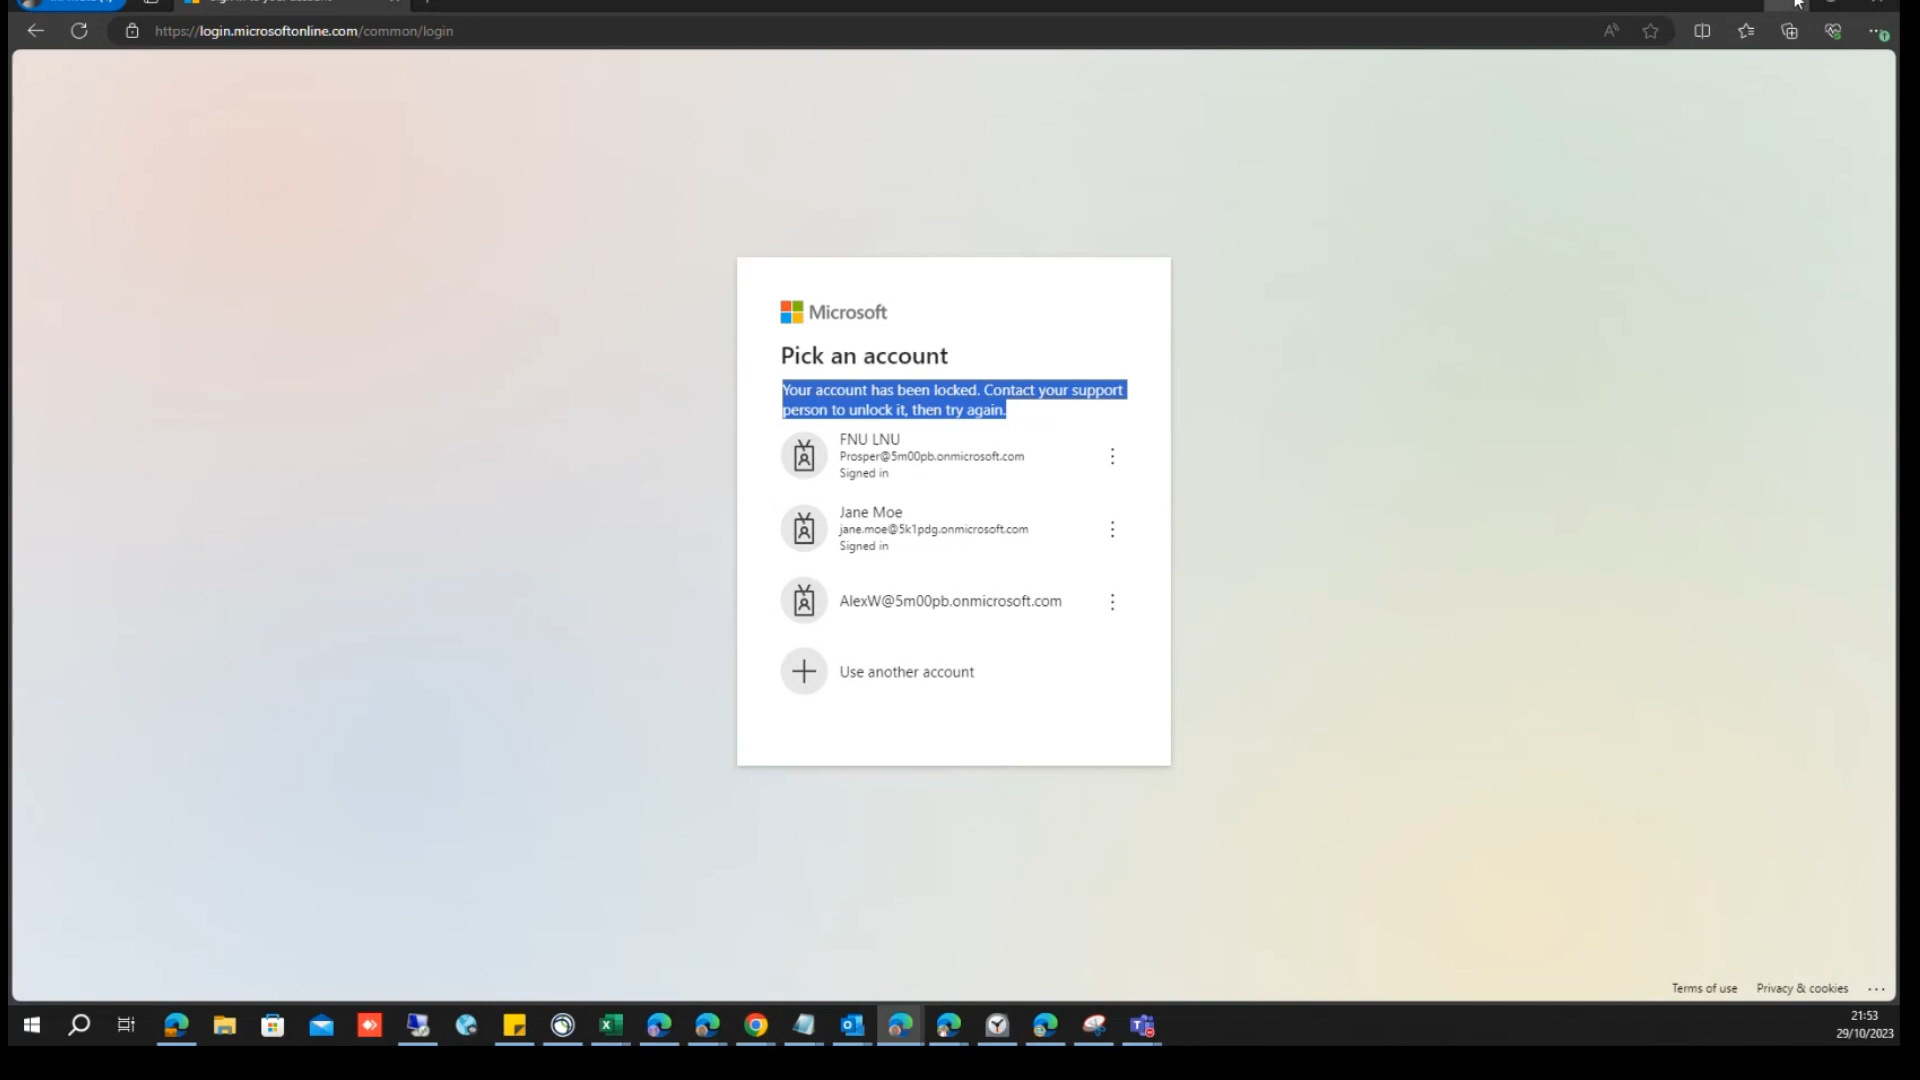 https://login.microsoftonline.com/common/login
Microsoft
Pick an account
Your account has been locked. Contact your support
person to unlock it, then try again.
FNU LNU
Prosper@5m00pb.onmicrosoft.com
Signed in
Jane Moe
jane.moe@5k1pdg.onmicrosoft.com
Signed in
AlexW@5m00pb.onmicrosoft.com
Use another account
Terms of use Privacy & cookies ...
21:53
29/10/2023